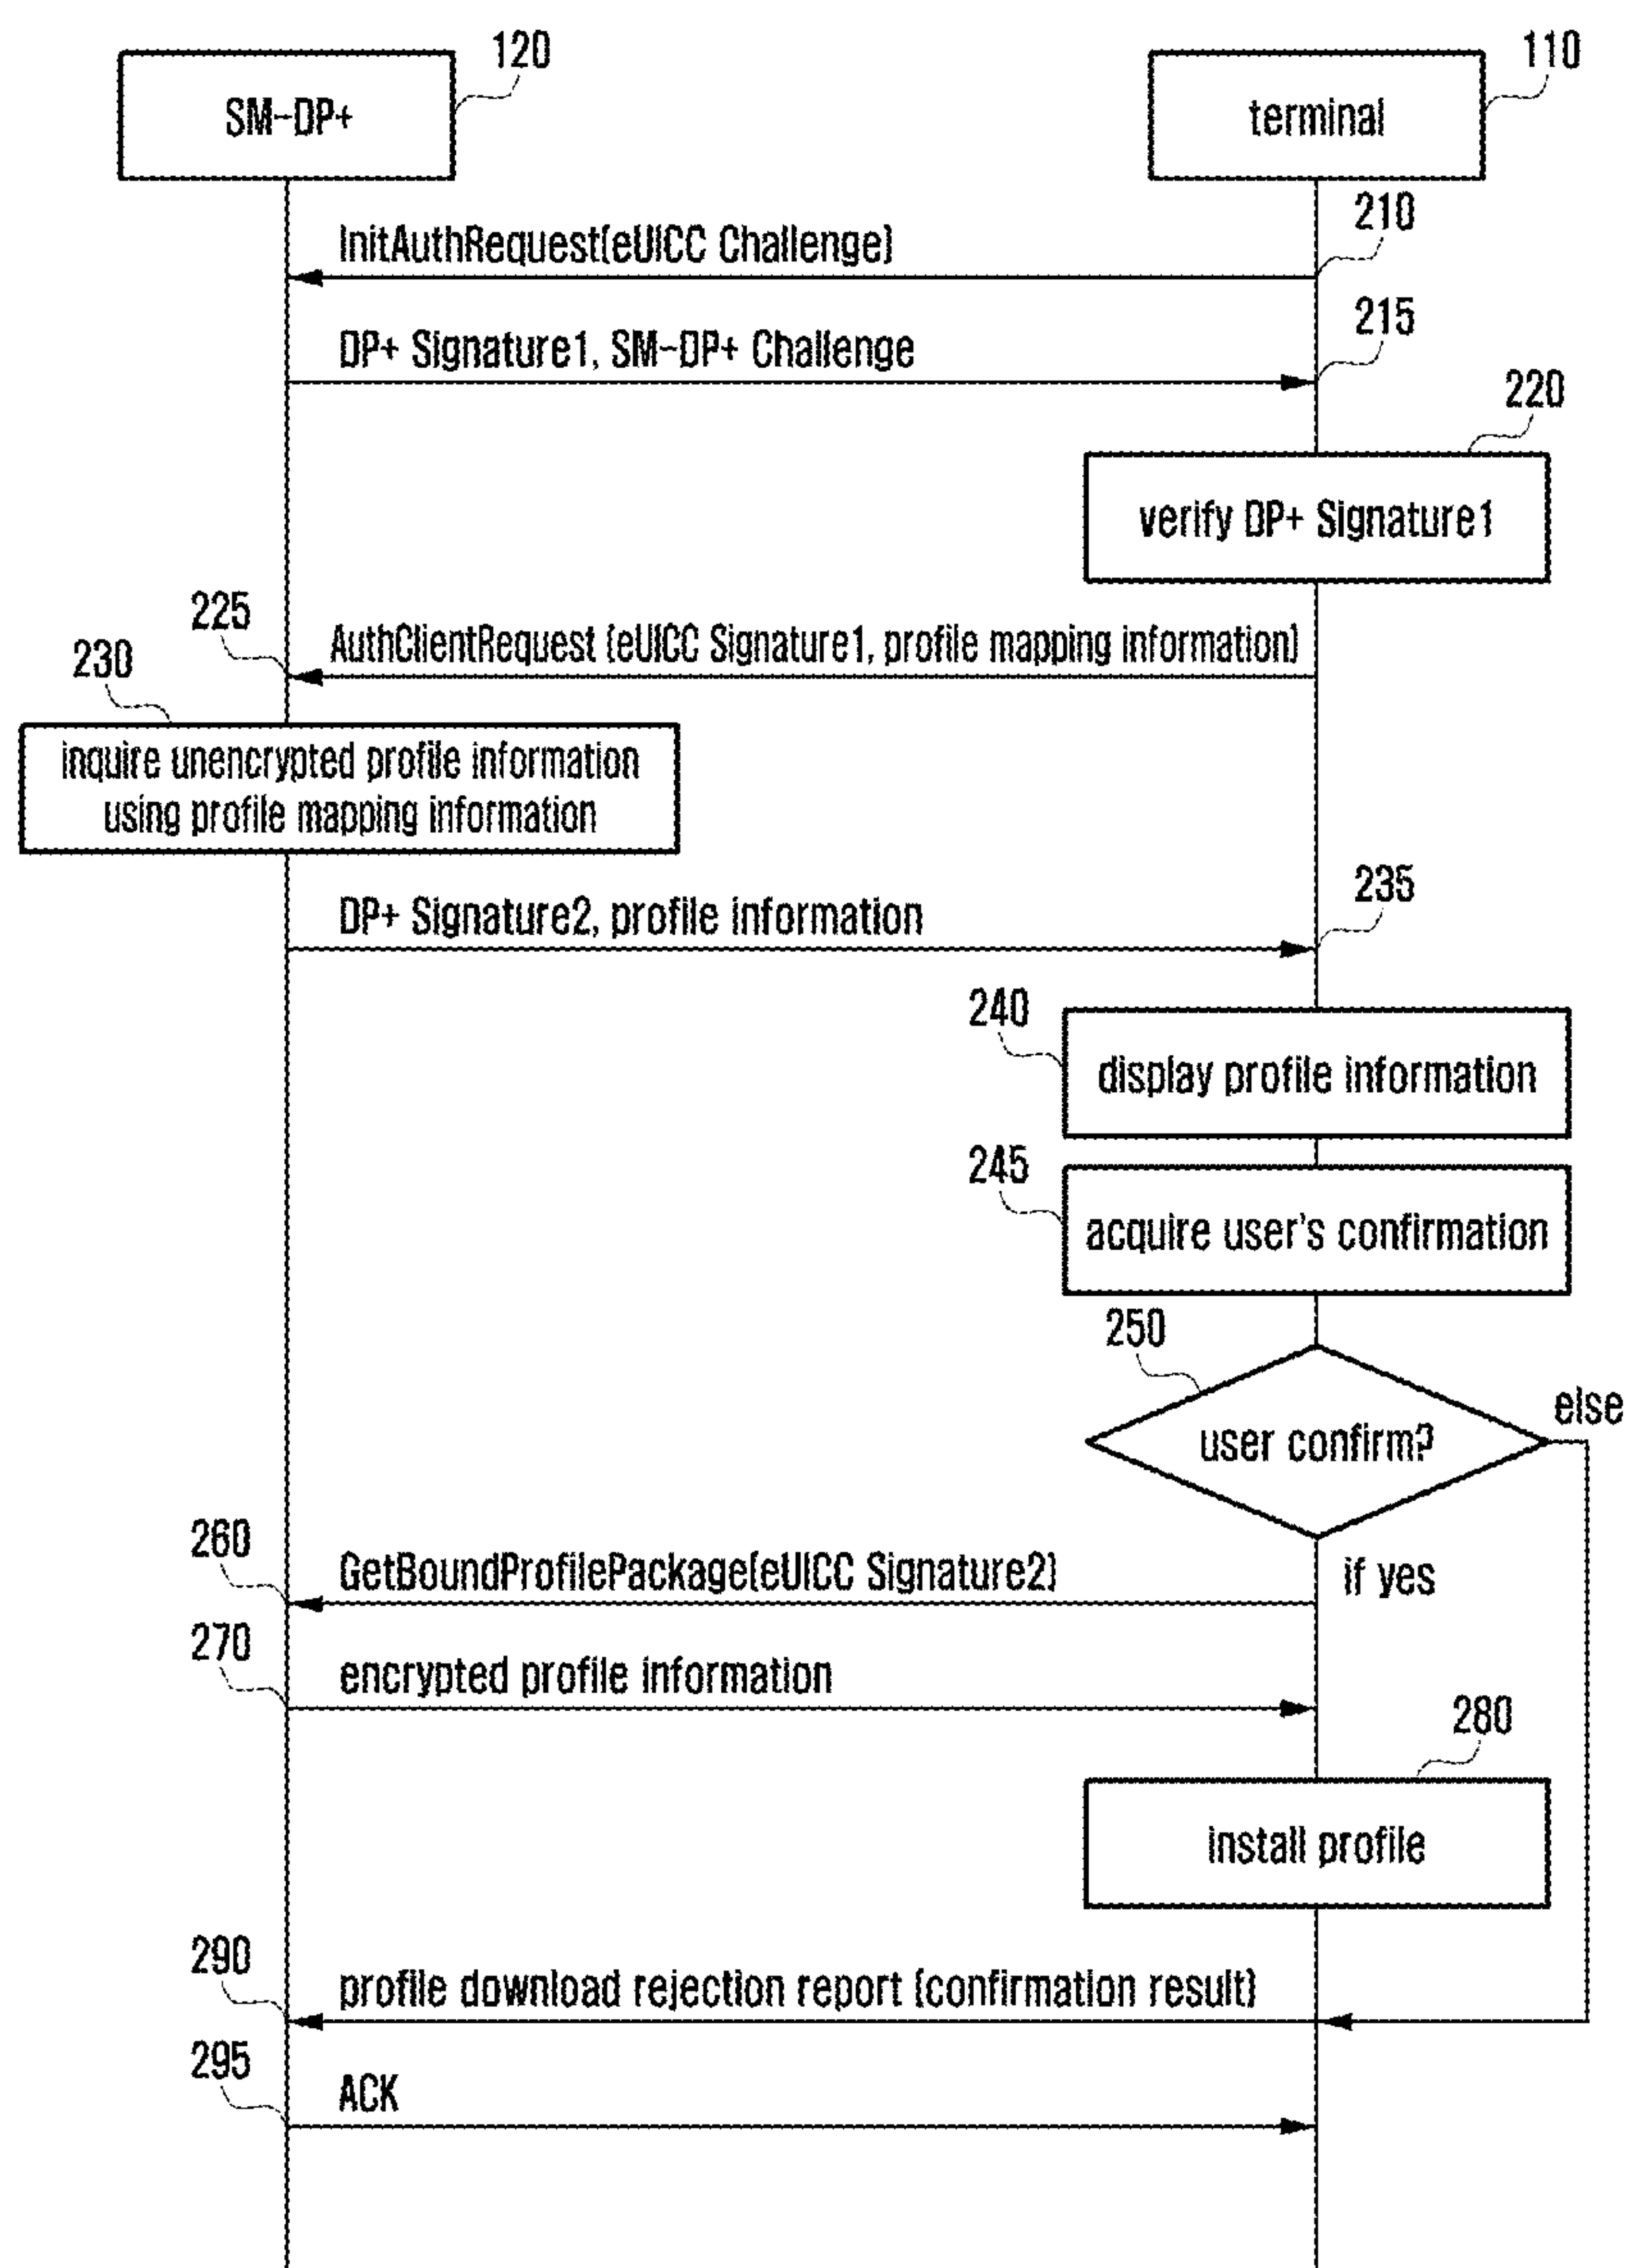 120
110
SM-DP+
terminal
210
InitAuthRequest(eUICC Challenge)
215
DP+ Signature1, SM-DP+ Challenge
220
verify DP+ Signature1
225
AuthClientRequest (eUICC Signature1, profile mapping information)
230
inquire unencrypted profile information
using profile mapping information
235
DP+ Signature2, profile information
240
display profile information
245
acquire user's confirmation
250
else
user confirm?
260
GetBoundProfilePackage(eUICC Signature2)
if yes
270
encrypted profile information
280
install profile
290
profile download rejection report (confirmation result)
295
ACK